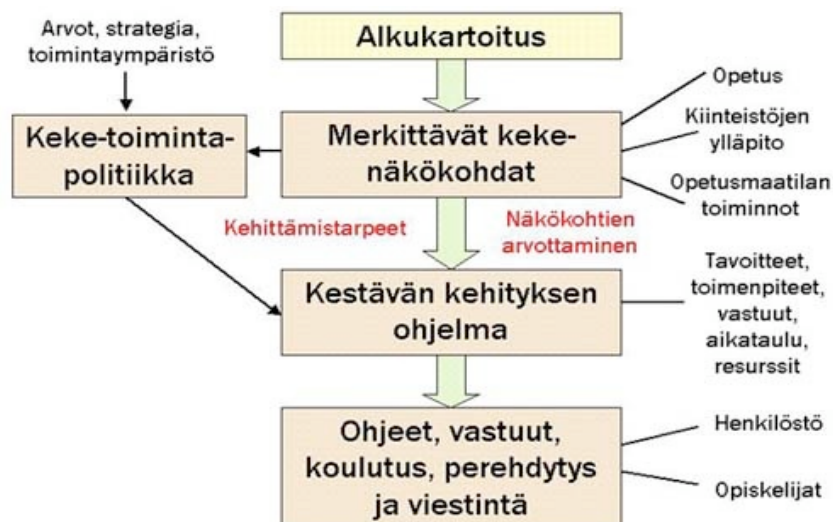 Arvot, strategia,
toimintaympäristö
Alkukartoitus
Keke-toiminta-
politiikka
Merkittävät keke-
näkökohdat
Opetus
Kiinteistöjen
ylläpito
Opetusmaatilan
toiminnot
Kehittämistarpeet
Näkökohtien
arvottaminen
Kestävän kehityksen
ohjelma
Tavoitteet,
toimenpiteet,
vastuut,
aikataulu,
resurssit
Ohjeet, vastuut,
koulutus, perehdytys
ja viestintä
Henkilöstö
Opiskelijat